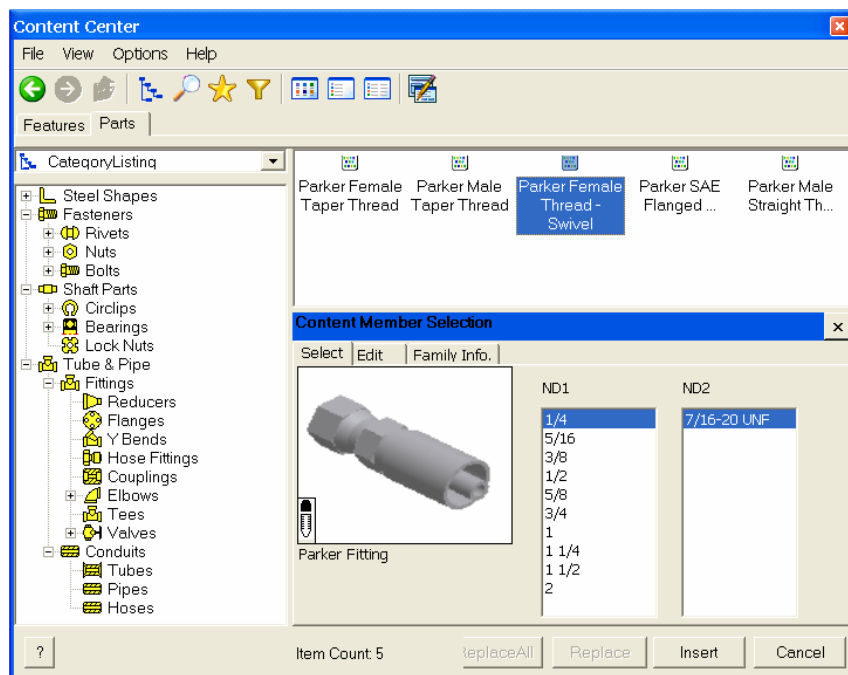 Content Center
File View Options Help
Features Parts
CategoryListing
Steel Shapes
Fasteners
Rivets
Nuts
Bolts
Shaft Parts
Circlips
Bearings
Lock Nuts
Tube & Pipe
Fittings
Reducers
Flanges
Y Bends
Hose Fittings
Couplings
Elbows
Tees
Valves
Conduits
Tubes
Pipes
Hoses
Parker Female
Taper Thread
Parker Male
Taper Thread
Parker Female
Thread -
Swivel
Parker SAE
Flanged ...
Parker Male
Straight Th...
Content Member Selection
Select Edit Family Info.
Parker Fitting
ND1
1/4
5/16
3/8
1/2
5/8
3/4
1
1 1/4
1 1/2
2
ND2
7/16-20 UNF
?
Item Count: 5
ReplaceAll
Replace
Insert
Cancel